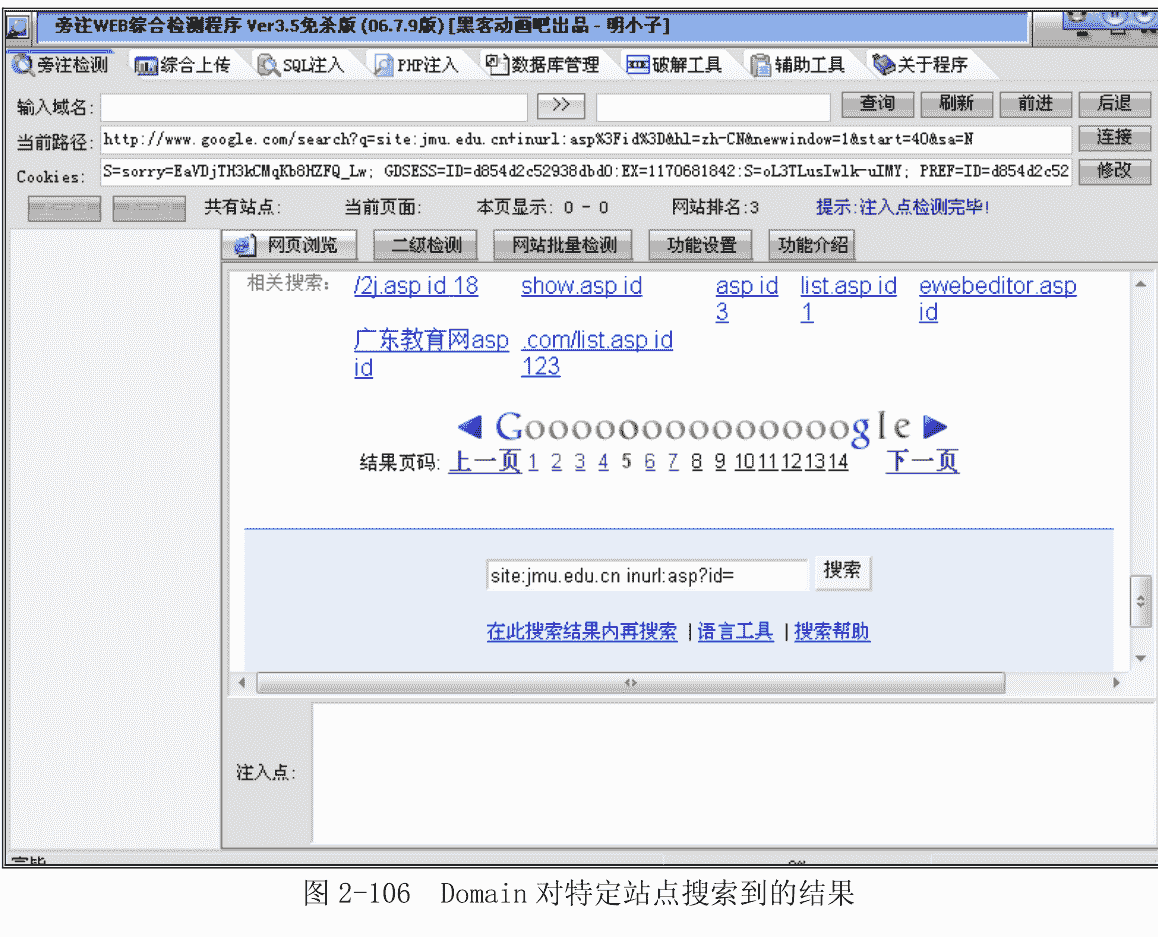 旁注WEB综合检测程序 Ver3.5免杀版 (06.7.9版) [黑客动画吧出品 - 明小子]
旁注检测 综合上传 SQL注入 PHP注入 数据库管理 破解工具 辅助工具 关于程序
输入域名: >> 查询 刷新 前进 后退
当前路径: http://www.google.com/search?q=site:jmu.edu.cn+inurl:asp%3Fid%3D&hl=zh-CN&newwindow=1&start=40&sa=N 连接
Cookies: S=sorry=EaVDjTH3kCMqKb8HZFQ_Lw; GDSESS=ID=d854d2c52938dbd0:EX=1170681842:S=oL3TLusIwlk-uIMY; PREF=ID=d854d2c52 修改
共有站点: 当前页面: 本页显示: 0 - 0 网站排名:3 提示:注入点检测完毕!
网页浏览 二级检测 网站批量检测 功能设置 功能介绍
相关搜索: /2j.asp id 18 show.asp id asp id 3 list.asp id 1 ewebeditor.asp id
广东教育网asp id .com/list.asp id 123
Goooooooooooooogle
结果页码: 上一页 1 2 3 4 5 6 7 8 9 10 11 12 13 14 下一页
site:jmu.edu.cn inurl:asp?id= 搜索
在此搜索结果内再搜索 | 语言工具 | 搜索帮助
注入点:
完毕
图 2-106 Domain 对特定站点搜索到的结果